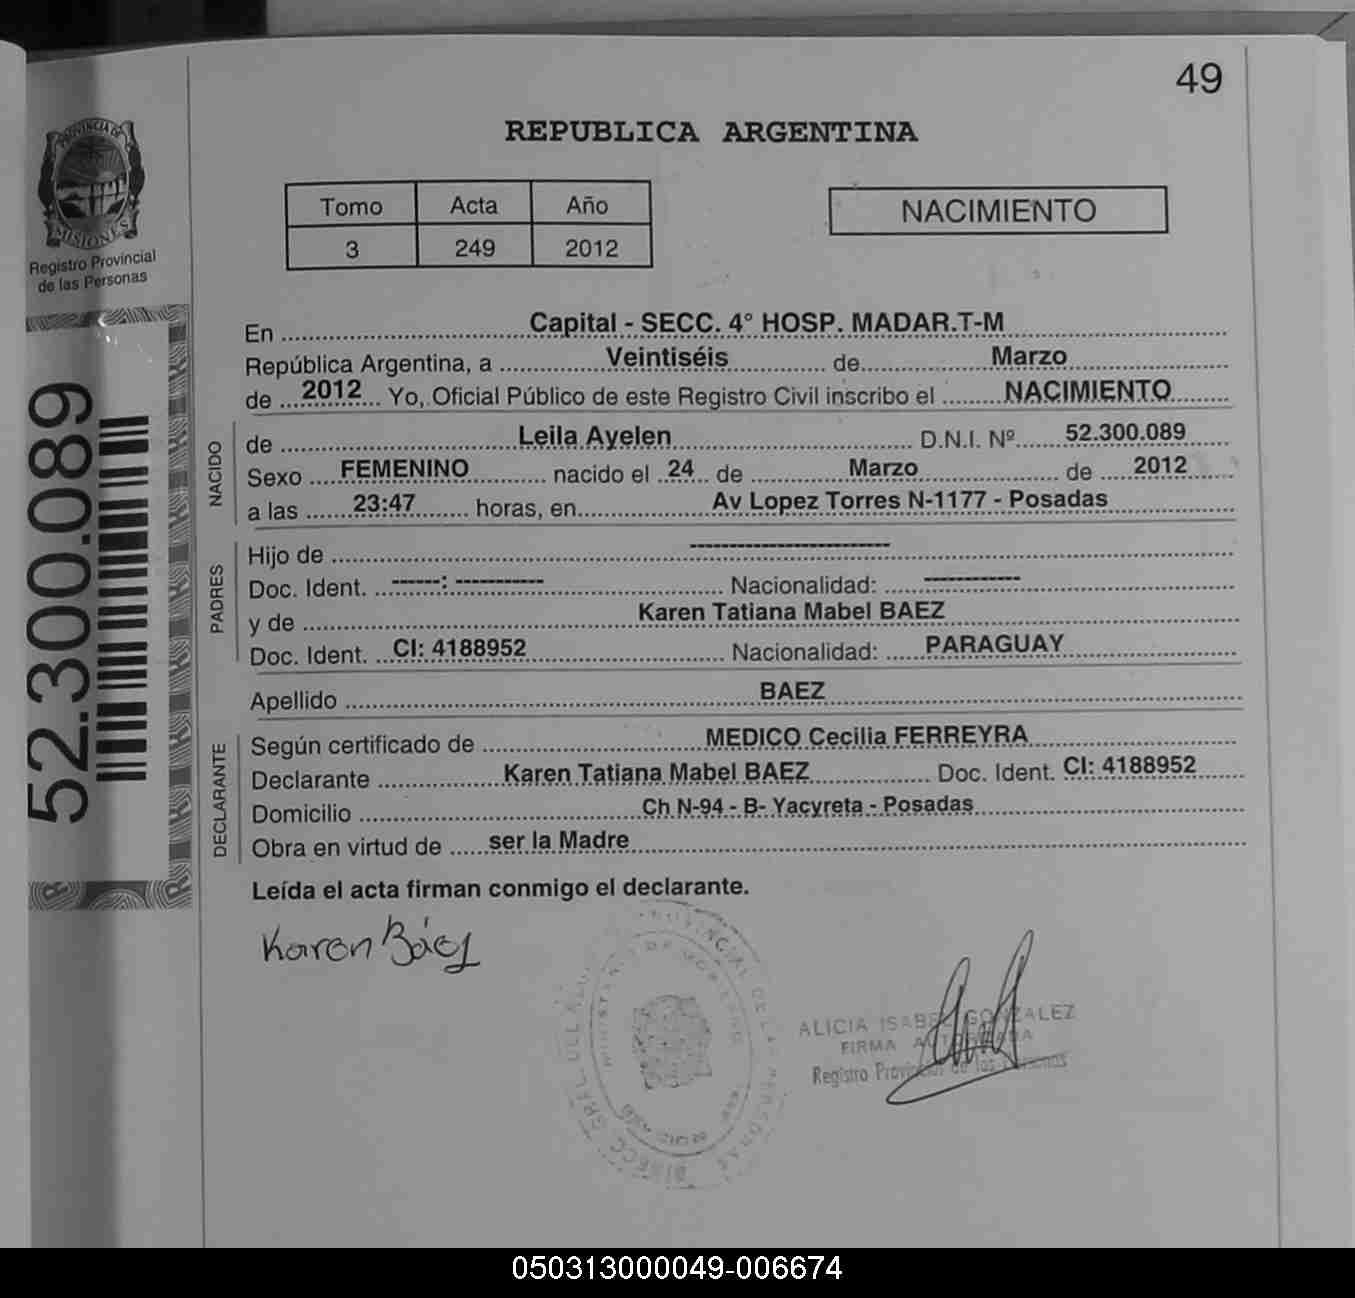 49
REPUBLICA ARGENTINA
PROVINCIA DE
MISIONES
Registro Provincial
de las Personas
Tomo Acta Año
3 249 2012
NACIMIENTO
52.300.089
En Capital - SECC. 4° HOSP. MADAR.T-M
República Argentina, a Veintiséis de Marzo
de 2012 Yo, Oficial Público de este Registro Civil inscribo el NACIMIENTO
NACIDO
de Leila Ayelen D.N.I. Nº 52.300.089
Sexo FEMENINO nacido el 24 de Marzo de 2012
a las 23:47 horas, en Av Lopez Torres N-1177 - Posadas
PADRES
Hijo de --------------------
Doc. Ident. ------: ----------- Nacionalidad: ------------
y de Karen Tatiana Mabel BAEZ
Doc. Ident. CI: 4188952 Nacionalidad: PARAGUAY
Apellido BAEZ
DECLARANTE
Según certificado de MEDICO Cecilia FERREYRA
Declarante Karen Tatiana Mabel BAEZ Doc. Ident. CI: 4188952
Domicilio Ch N-94 - B- Yacyreta - Posadas
Obra en virtud de ser la Madre
Leída el acta firman conmigo el declarante.
Karen Báez
ALICIA ISABEL GONZALEZ
FIRMA AUTORIZADA
Registro Provincial de las Personas
050313000049-006674